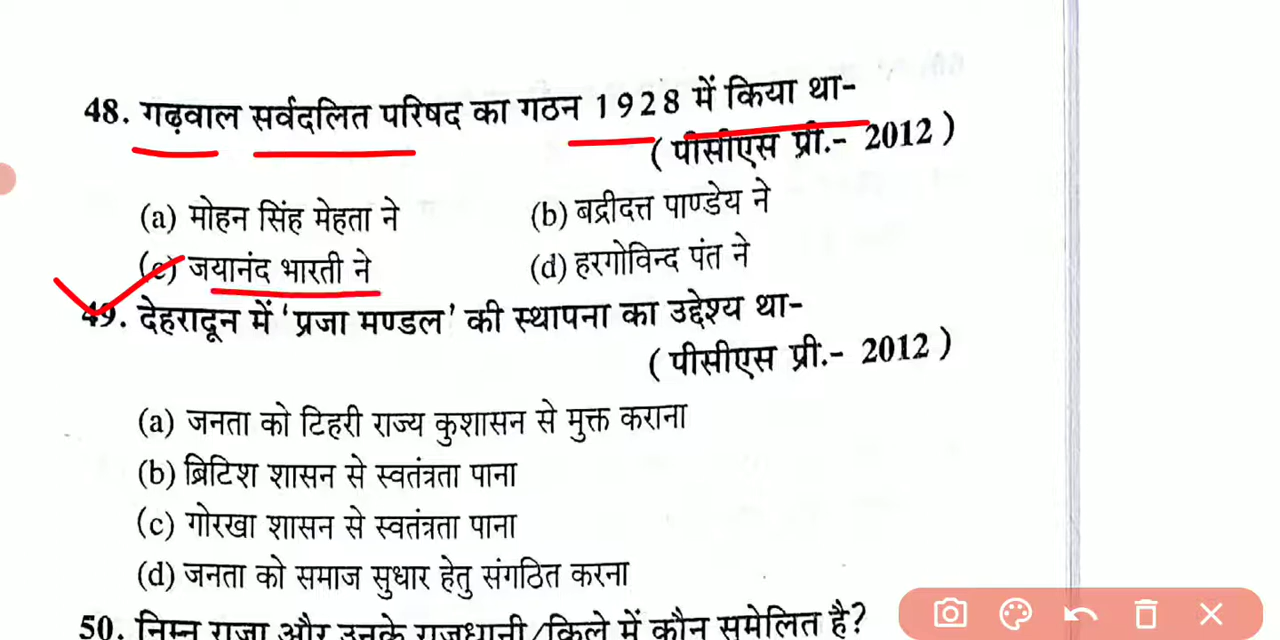 48. गढ़वाल सर्वदलित परिषद का गठन 1928 में किया था-
( पीसीएस प्री.- 2012 )
(a) मोहन सिंह मेहता ने (b) बद्रीदत्त पाण्डेय ने
(c) जयानंद भारती ने (d) हरगोविन्द पंत ने
49. देहरादून में 'प्रजा मण्डल' की स्थापना का उद्देश्य था-
( पीसीएस प्री.- 2012 )
(a) जनता को टिहरी राज्य कुशासन से मुक्त कराना
(b) ब्रिटिश शासन से स्वतंत्रता पाना
(c) गोरखा शासन से स्वतंत्रता पाना
(d) जनता को समाज सुधार हेतु संगठित करना
50. निम्न राजा और उनके राजधानी/किले में कौन समेलित है?